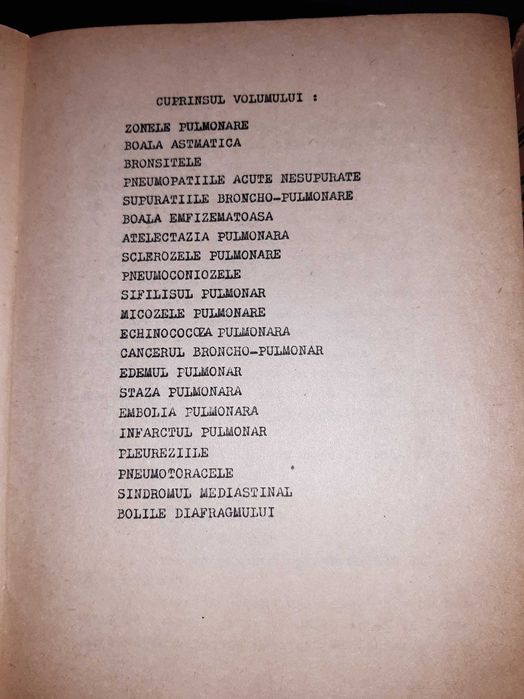 CUPRINSUL VOLUMULUI :
ZONELE PULMONARE
BOALA ASTMATICA
BRONSITELE
PNEUMOPATIILE ACUTE NESUPURATE
SUPURATIILE BRONCHO-PULMONARE
BOALA EMFIZEMATOASA
ATELECTAZIA PULMONARA
SCLEROZELE PULMONARE
PNEUMOCONIOZELE
SIFILISUL PULMONAR
MICOZELE PULMONARE
ECHINOCOCOZA PULMONARA
CANCERUL BRONCHO-PULMONAR
EDEMUL PULMONAR
STAZA PULMONARA
EMBOLIA PULMONARA
INFARCTUL PULMONAR
PLEUREZIILE
PNEUMOTORACELE
SINDROMUL MEDIASTINAL
BOLILE DIAFRAGMULUI